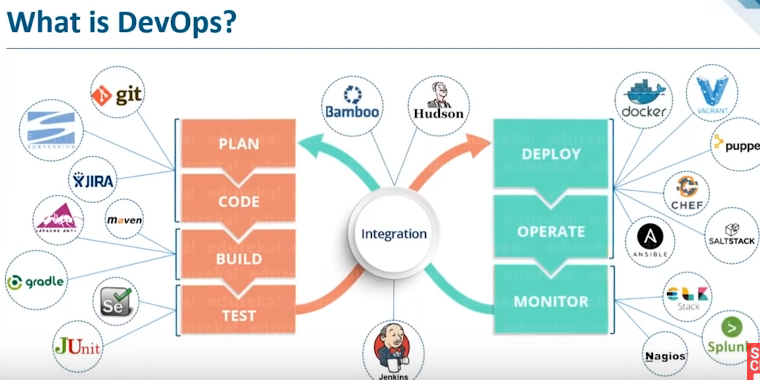 What is DevOps?
git
SUBVERSION
JIRA
APACHE ANT
maven
gradle
Se
JUnit
PLAN
CODE
BUILD
TEST
Bamboo
Hudson
Integration
Jenkins
DEPLOY
OPERATE
MONITOR
docker
VAGRANT
puppe
CHEF
ANSIBLE
SALTSTACK
ELK
Stack
Splun
Nagios
S
C
edureka!